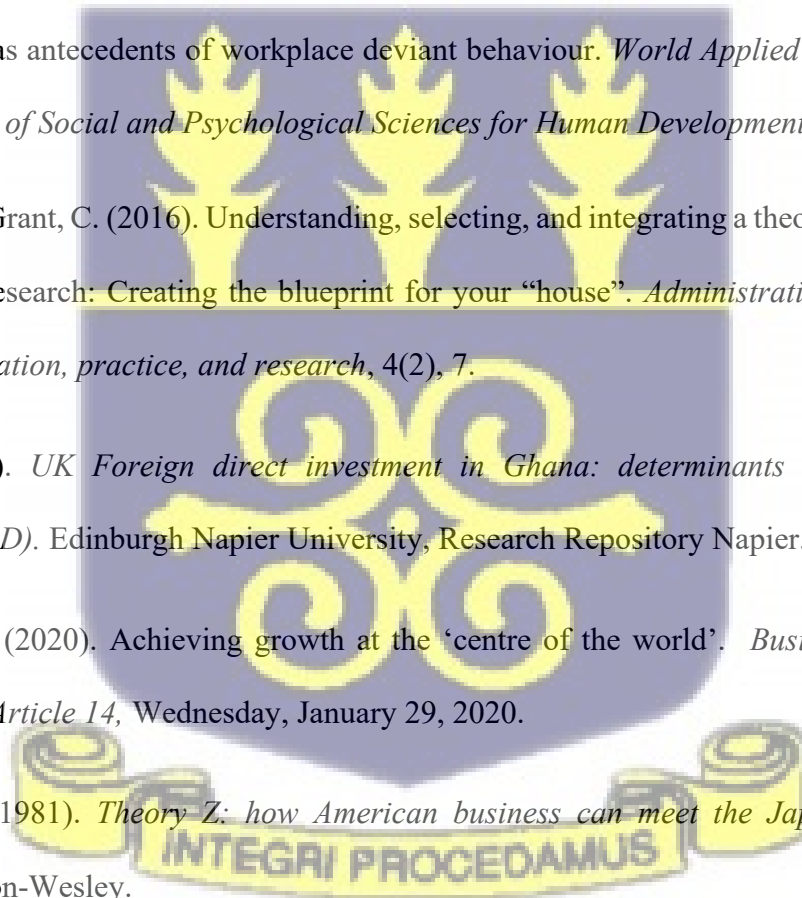 as antecedents of workplace deviant behaviour. World Applied
of Social and Psychological Sciences for Human Development
Grant, C. (2016). Understanding, selecting, and integrating a theo
esearch: Creating the blueprint for your “house”. Administrati
ation, practice, and research, 4(2), 7.
). UK Foreign direct investment in Ghana: determinants
D). Edinburgh Napier University, Research Repository Napier.
(2020). Achieving growth at the ‘centre of the world’. Busi
Article 14, Wednesday, January 29, 2020.
1981). Theory Z: how American business can meet the Jap
INTEGRI PROCEDAMUS
on-Wesley.